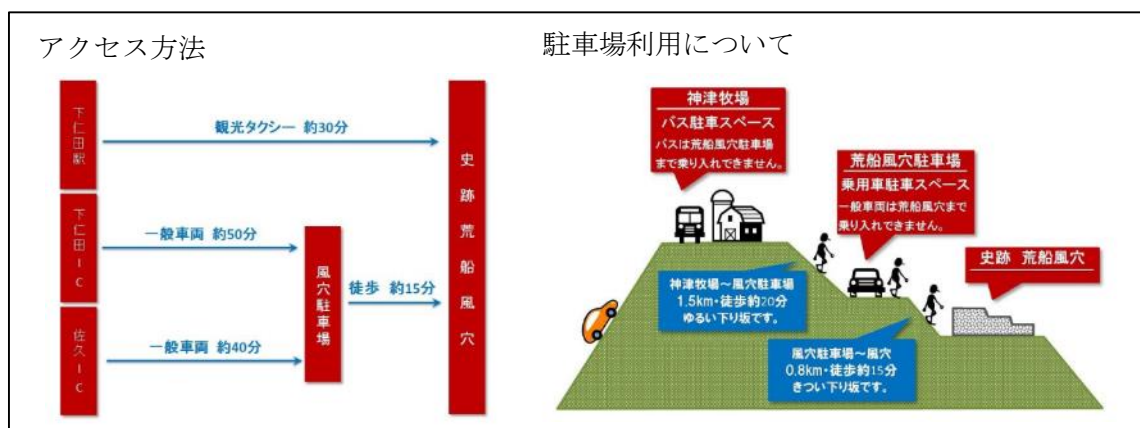 アクセス方法
下仁田駅
観光タクシー 約30分
下仁田IC
一般車両 約50分
佐久IC
一般車両 約40分
風穴駐車場
徒歩 約15分
史跡荒船風穴
駐車場利用について
神津牧場
バス駐車スペース
バスは荒船風穴駐車場
まで乗り入れできません。
荒船風穴駐車場
乗用車駐車スペース
一般車両は荒船風穴まで
乗り入れできません。
史跡 荒船風穴
神津牧場～風穴駐車場
1.5km・徒歩約20分
ゆるい下り坂です。
風穴駐車場～風穴
0.8km・徒歩約15分
きつい下り坂です。